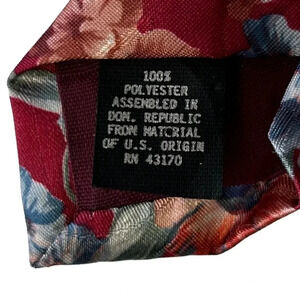 100%
POLYESTER
ASSEMBLED IN
DOM. REPUBLIC
FROM MATERIAL
OF U.S. ORIGIN
RN 43170